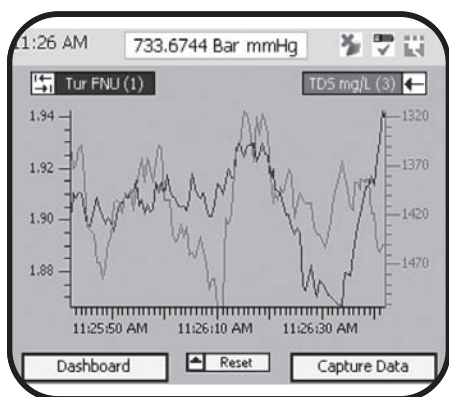 11:26 AM 733.6744 Bar mmHg
Tur FNU (1) TDS mg/L (3)
1.94 1320
1.92 1370
1.90 1420
1.88 1470
11:25:50 AM 11:26:10 AM 11:26:30 AM
Dashboard Reset Capture Data